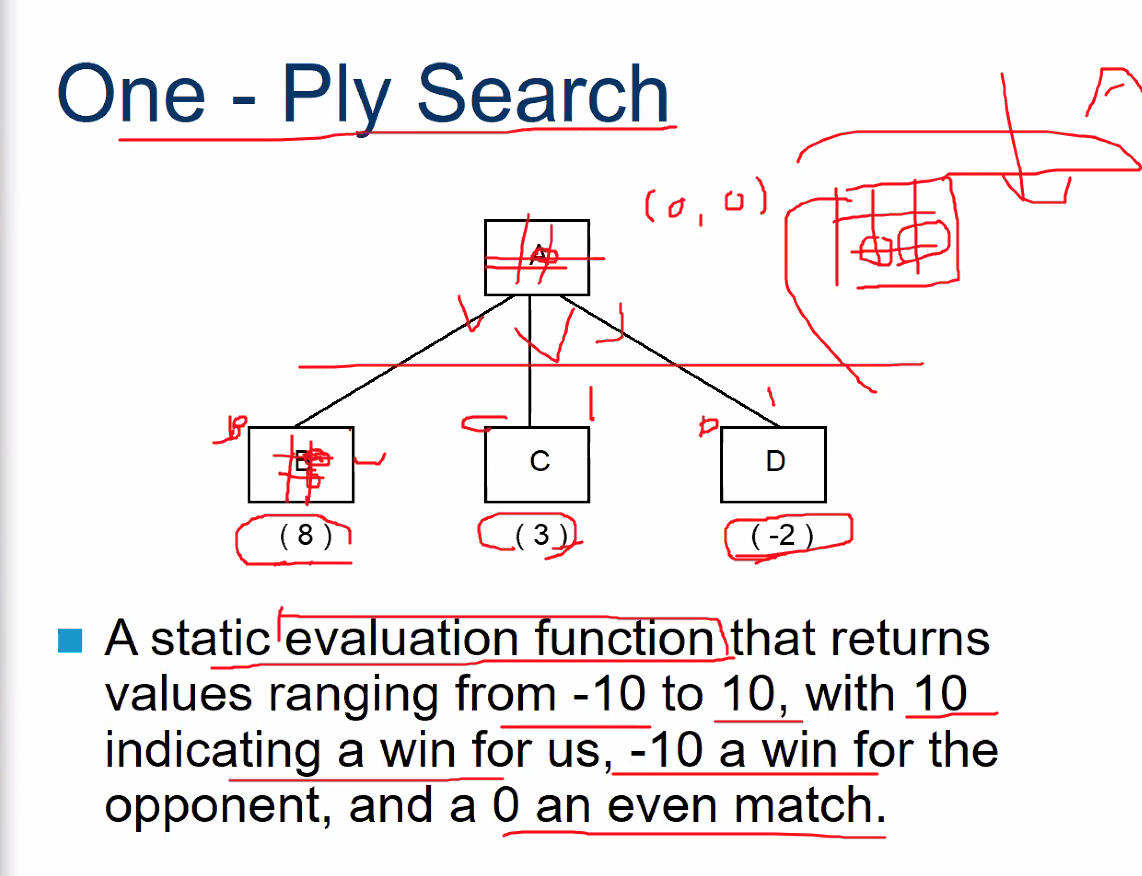 One - Ply Search
(0, 0)
A
B
C
D
( 8 )
( 3 )
( -2 )
A static evaluation function that returns
values ranging from -10 to 10, with 10
indicating a win for us, -10 a win for the
opponent, and a 0 an even match.